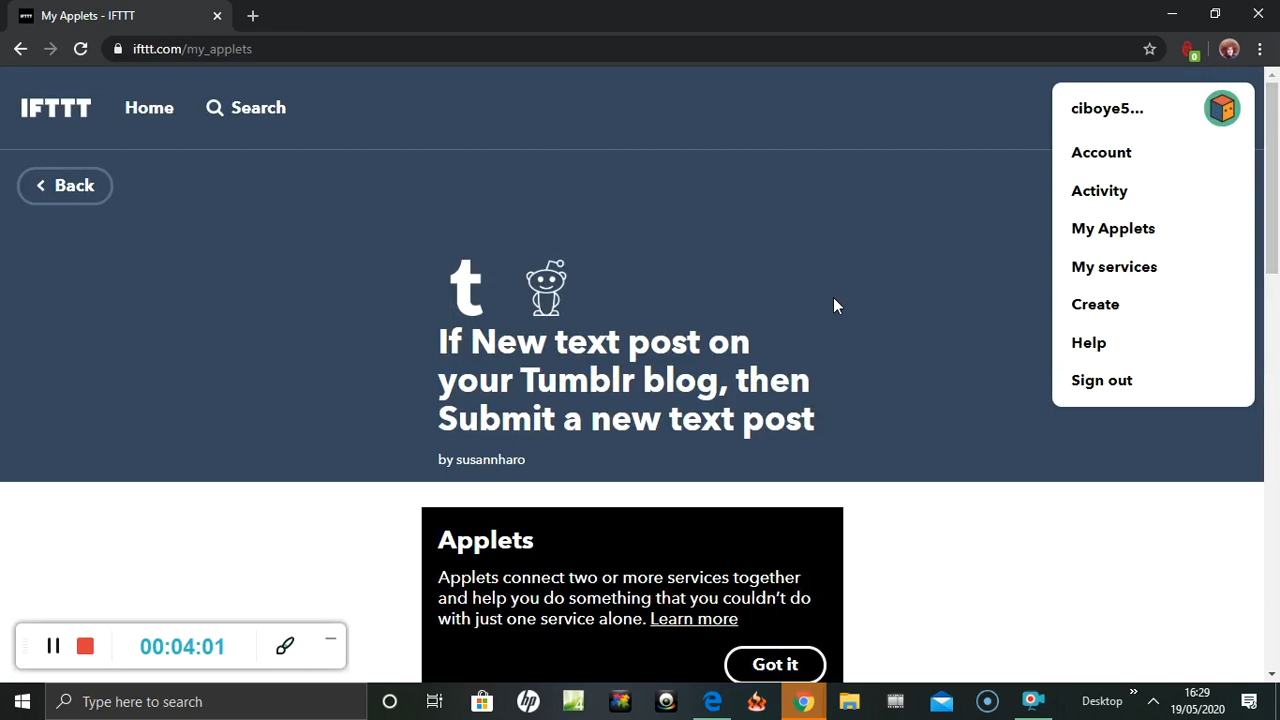 My Applets - IFTTT
ifttt.com/my_applets
0
IFTTT
Home
Search
ciboye5...
Account
Activity
My Applets
My services
Create
Help
Sign out
Back
t
If New text post on
your Tumblr blog, then
Submit a new text post
by susannharo
Applets
Applets connect two or more services together
and help you do something that you couldn't do
with just one service alone. Learn more
Got it
00:04:01
Type here to search
hp
4
Desktop
16:29
19/05/2020